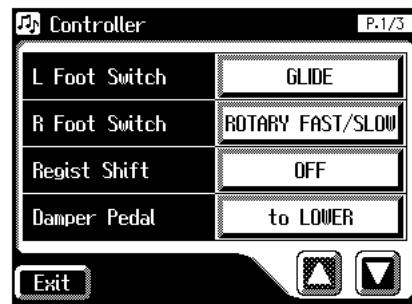 Controller P.1/3
L Foot Switch GLIDE
R Foot Switch ROTARY FAST/SLOW
Regist Shift OFF
Damper Pedal to LOWER
Exit